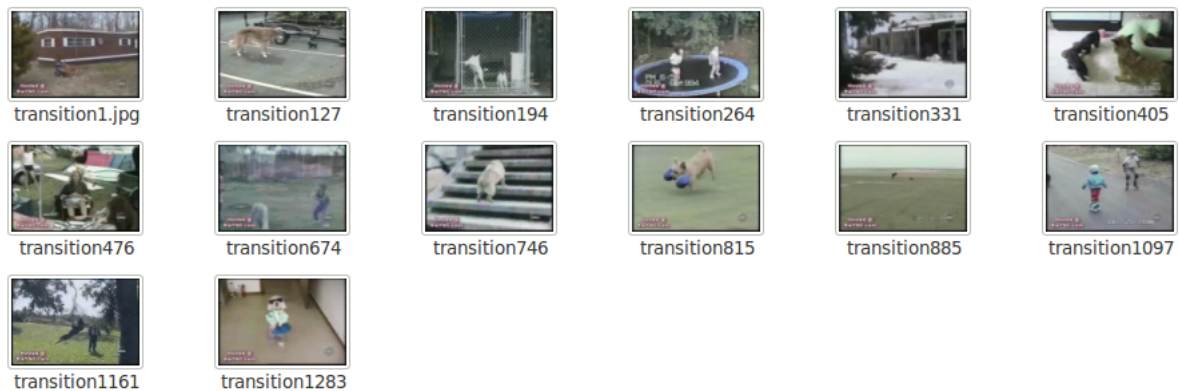 transition1.jpg
transition127
transition194
transition264
transition331
transition405
transition476
transition674
transition746
transition815
transition885
transition1097
transition1161
transition1283